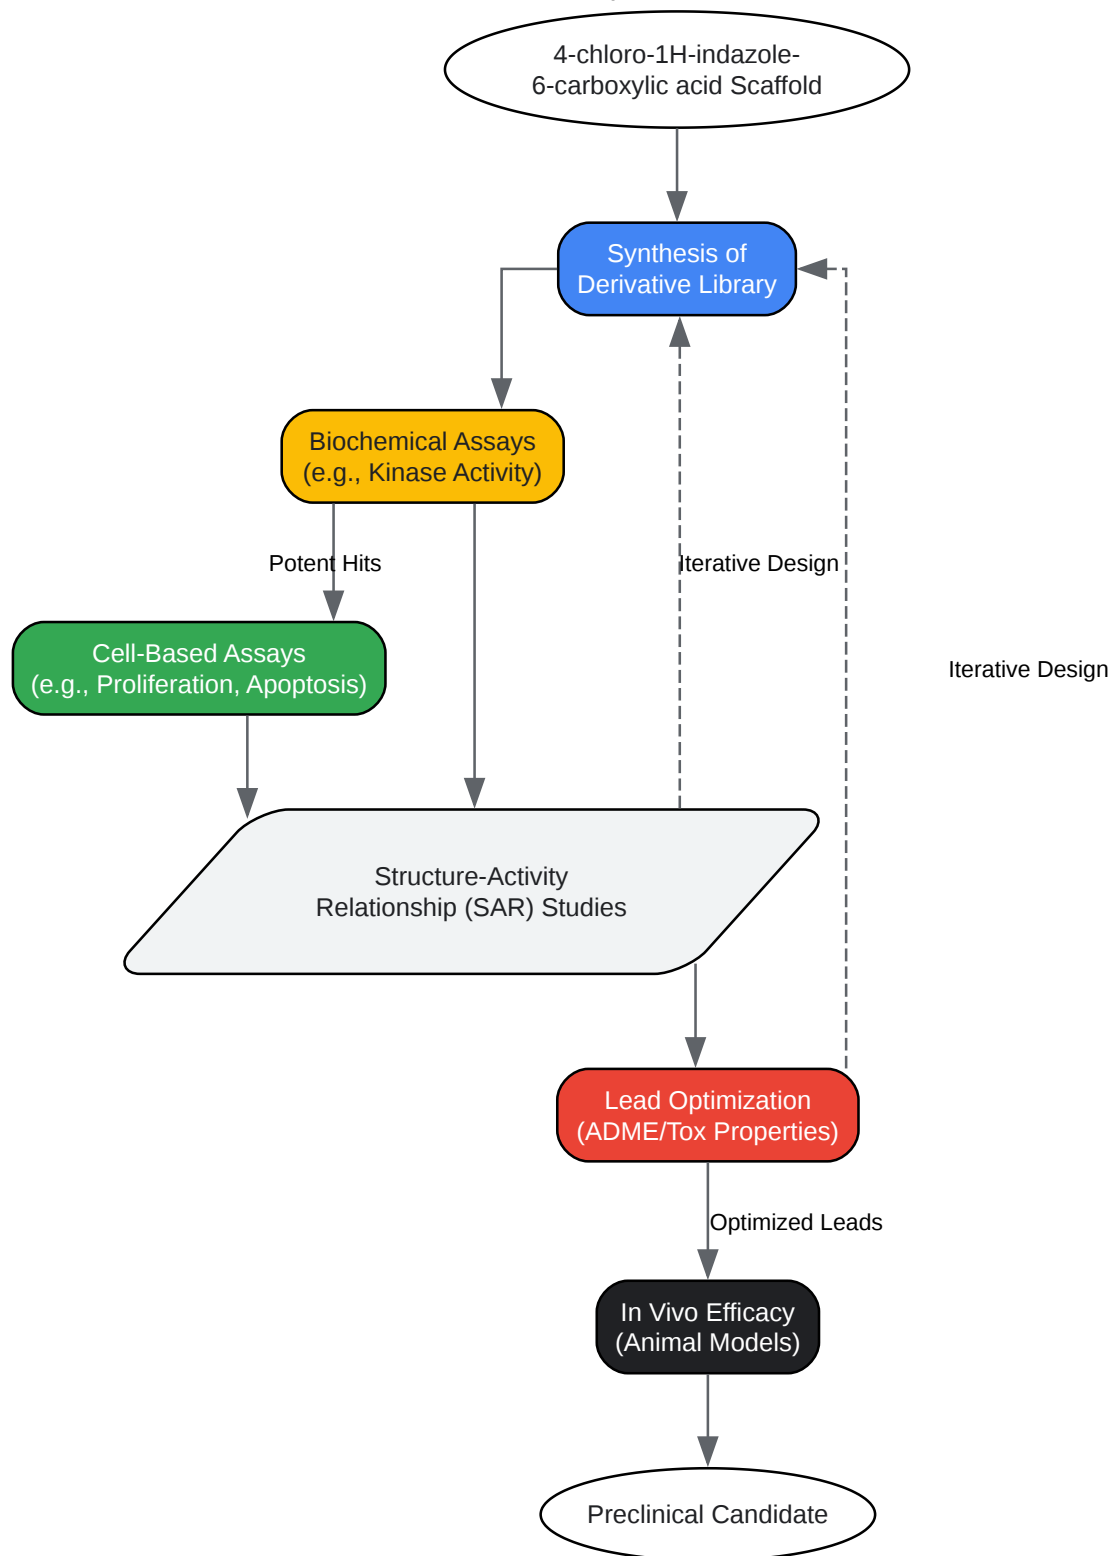 4-chloro-1H-indazole-
6-carboxylic acid Scaffold
Synthesis of
Derivative Library
Biochemical Assays
(e.g., Kinase Activity)
Potent Hits
Iterative Design
Cell-Based Assays
(e.g., Proliferation, Apoptosis)
Iterative Design
Structure-Activity
Relationship (SAR) Studies
Lead Optimization
(ADME/Tox Properties)
Optimized Leads
In Vivo Efficacy
(Animal Models)
Preclinical Candidate